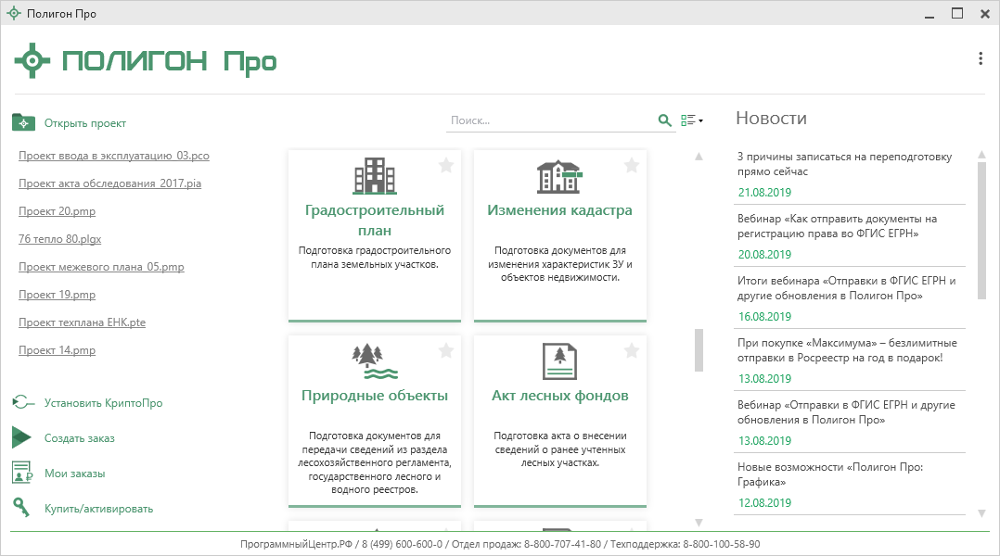 Полигон Про
ПОЛИГОН Про
Открыть проект
Проект ввода в эксплуатацию_03.pco
Проект акта обследования_2017.pia
Проект 20.pmp
76 тепло 80.plgx
Проект межевого плана_05.pmp
Проект 19.pmp
Проект техплана ЕНК.pte
Проект 14.pmp
Установить КриптоПро
Создать заказ
Мои заказы
Купить/активировать
Поиск...
Градостроительный
план
Подготовка градостроительного
плана земельных участков.
Изменения кадастра
Подготовка документов для
изменения характеристик ЗУ и
объектов недвижимости.
Природные объекты
Подготовка документов для
передачи сведений из раздела
лесохозяйственного регламента,
государственного лесного и
водного реестров.
Акт лесных фондов
Подготовка акта о внесении
сведений о ранее учтенных
лесных участках.
Новости
3 причины записаться на переподготовку
прямо сейчас
21.08.2019
Вебинар «Как отправить документы на
регистрацию права во ФГИС ЕГРН»
20.08.2019
Итоги вебинара «Отправки в ФГИС ЕГРН и
другие обновления в Полигон Про»
16.08.2019
При покупке «Максимума» – безлимитные
отправки в Росреестр на год в подарок!
13.08.2019
Вебинар «Отправки в ФГИС ЕГРН и другие
обновления в Полигон Про»
13.08.2019
Новые возможности «Полигон Про:
Графика»
12.08.2019
ПрограммныйЦентр.РФ / 8 (499) 600-600-0 / Отдел продаж: 8-800-707-41-80 / Техподдержка: 8-800-100-58-90